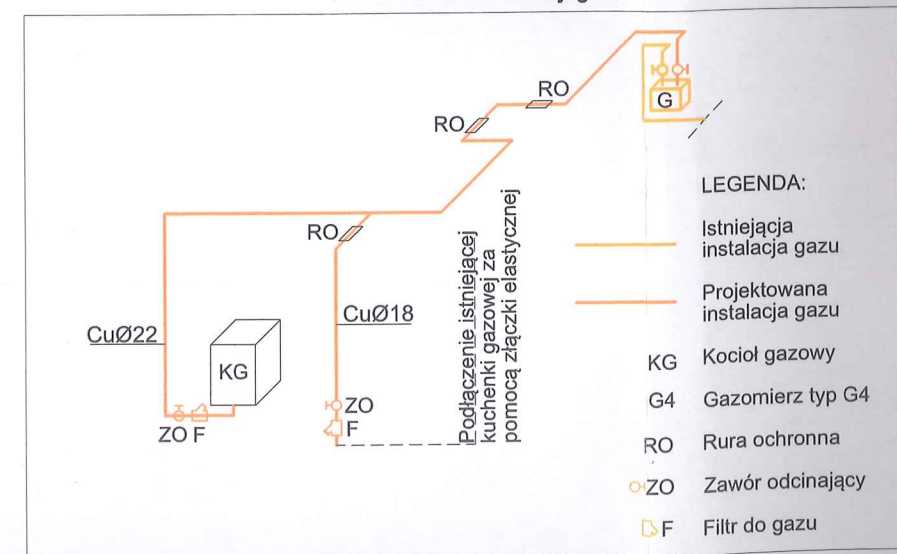 RO
RO
G
RO
CuØ22
CuØ18
KG
ZO F
ZO
F
Podłączenie istniejącej
kuchenki gazowej za
pomocą złączki elastycznej
LEGENDA:
Istniejącja
instalacja gazu
Projektowana
instalacja gazu
KG Kocioł gazowy
G4 Gazomierz typ G4
RO Rura ochronna
ZO Zawór odcinający
F Filtr do gazu